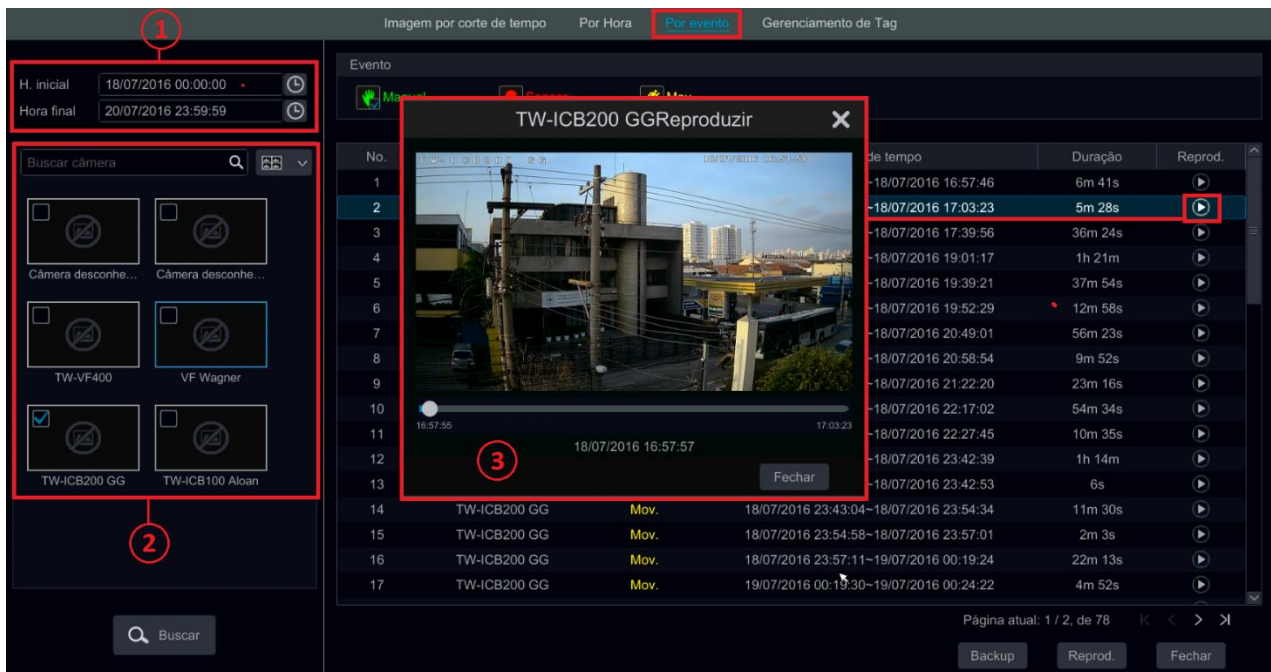 Imagem por corte de tempo Por Hora Por evento Gerenciamento de Tag
1
H. inicial 18/07/2016 00:00:00
Hora final 20/07/2016 23:59:59
Buscar câmera
Câmera desconhe... Câmera desconhe...
TW-VF400 VF Wagner
TW-ICB200 GG TW-ICB100 Aloan
2
Buscar
Evento
Manual Sensor Mov.
TW-ICB200 GGReproduzir
TW-ICB200 GG 18/07/2016 16:57:58
16:57:55 17:03:23
18/07/2016 16:57:57
3
Fechar
No. de tempo Duração Reprod.
1 ~18/07/2016 16:57:46 6m 41s
2 ~18/07/2016 17:03:23 5m 28s
3 ~18/07/2016 17:39:56 36m 24s
4 ~18/07/2016 19:01:17 1h 21m
5 ~18/07/2016 19:39:21 37m 54s
6 ~18/07/2016 19:52:29 12m 58s
7 ~18/07/2016 20:49:01 56m 23s
8 ~18/07/2016 20:58:54 9m 52s
9 ~18/07/2016 21:22:20 23m 16s
10 ~18/07/2016 22:17:02 54m 34s
11 ~18/07/2016 22:27:45 10m 35s
12 ~18/07/2016 23:42:39 1h 14m
13 ~18/07/2016 23:42:53 6s
14 TW-ICB200 GG Mov. 18/07/2016 23:43:04~18/07/2016 23:54:34 11m 30s
15 TW-ICB200 GG Mov. 18/07/2016 23:54:58~18/07/2016 23:57:01 2m 3s
16 TW-ICB200 GG Mov. 18/07/2016 23:57:11~19/07/2016 00:19:24 22m 13s
17 TW-ICB200 GG Mov. 19/07/2016 00:19:30~19/07/2016 00:24:22 4m 52s
Página atual: 1 / 2, de 78
Backup Reprod. Fechar